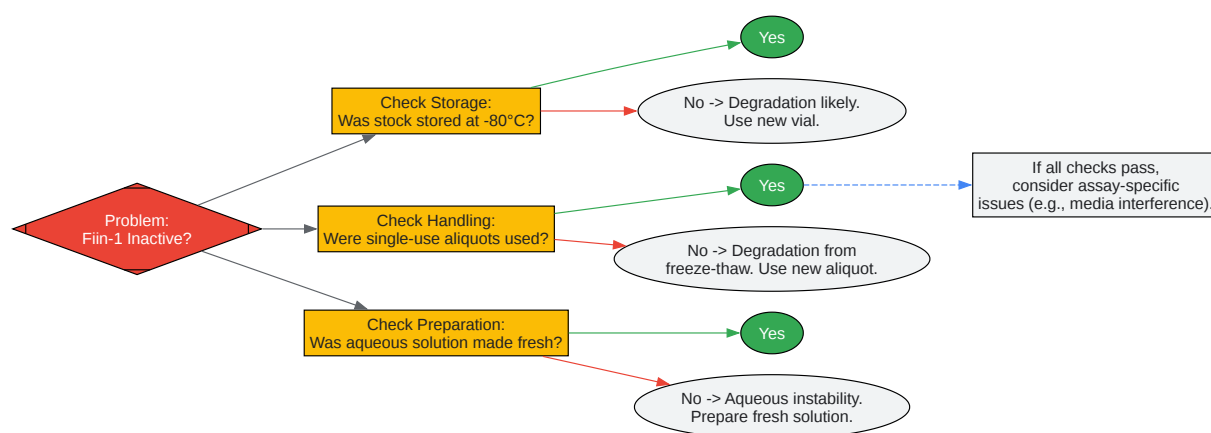 Problem:
Fiin-1 Inactive?
Check Storage:
Was stock stored at -80°C?
Yes
No -> Degradation likely.
Use new vial.
Check Handling:
Were single-use aliquots used?
Yes
No -> Degradation from
freeze-thaw. Use new aliquot.
If all checks pass,
consider assay-specific
issues (e.g., media interference).
Check Preparation:
Was aqueous solution made fresh?
Yes
No -> Aqueous instability.
Prepare fresh solution.